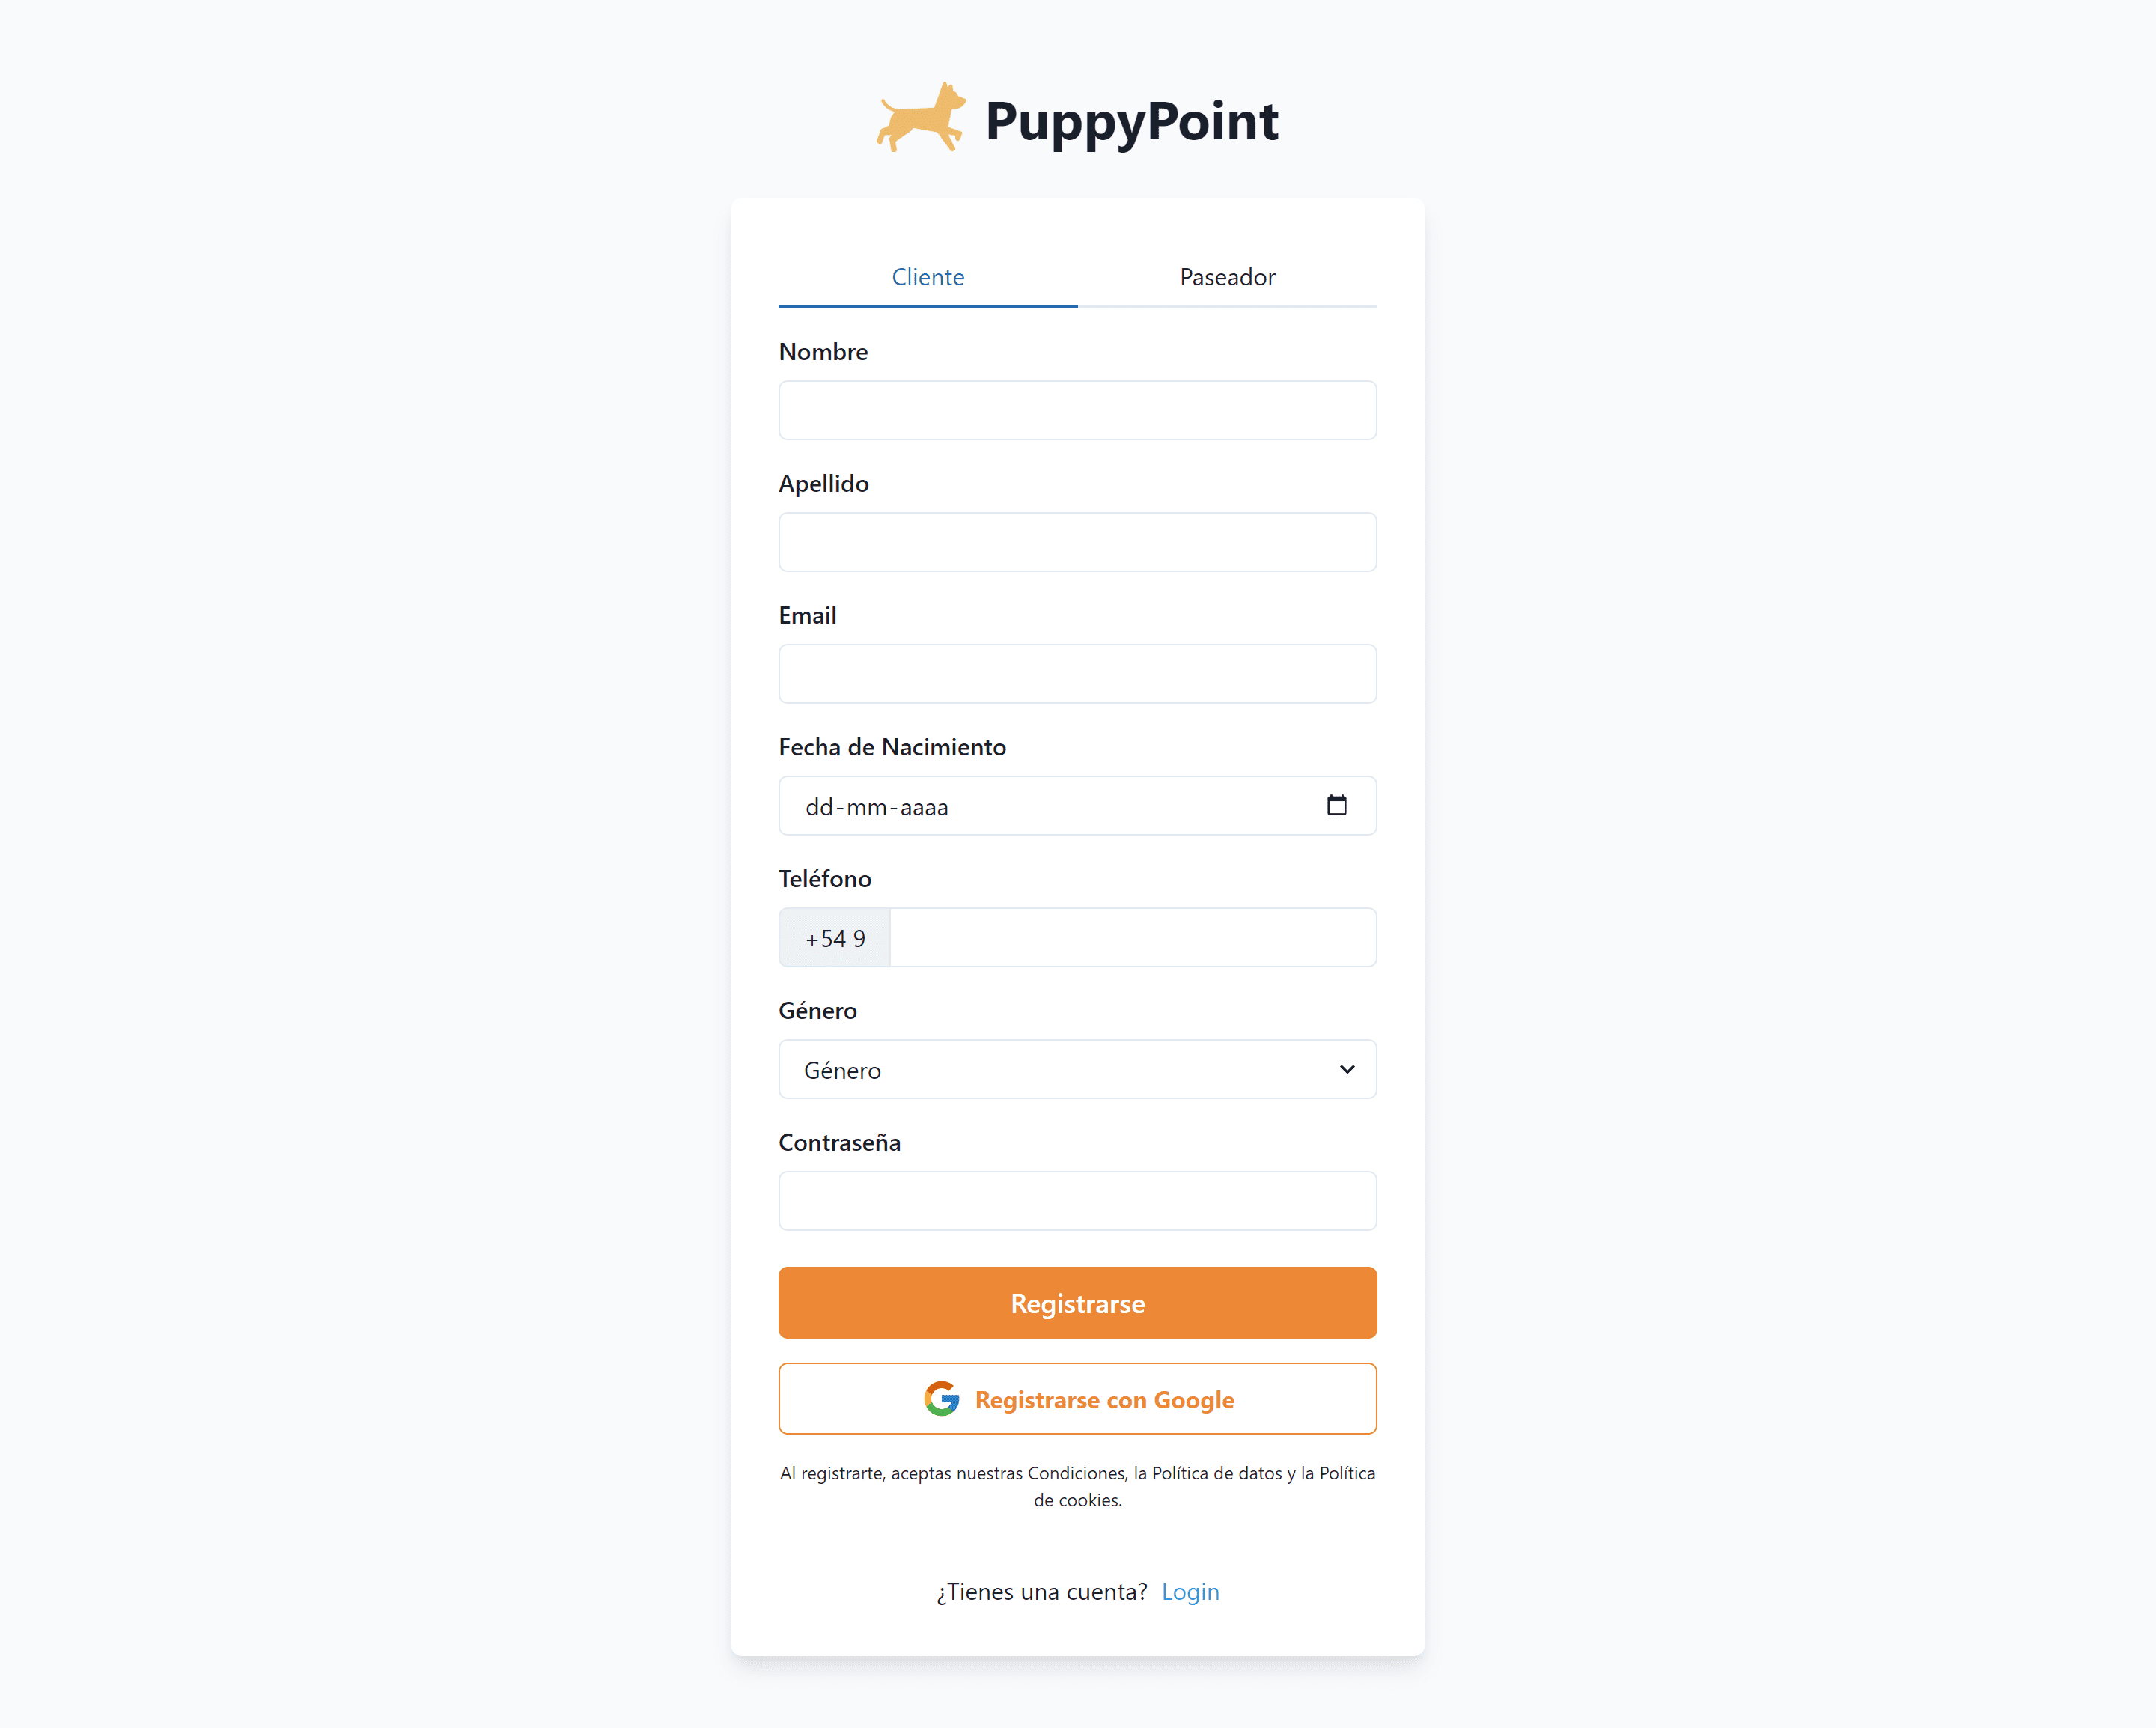 PuppyPoint
Cliente Paseador
Nombre
Apellido
Email
Fecha de Nacimiento
dd-mm-aaaa
Teléfono
+54 9
Género
Género
Contraseña
Registrarse
Registrarse con Google
Al registrarte, aceptas nuestras Condiciones, la Política de datos y la Política
de cookies.
¿Tienes una cuenta? Login